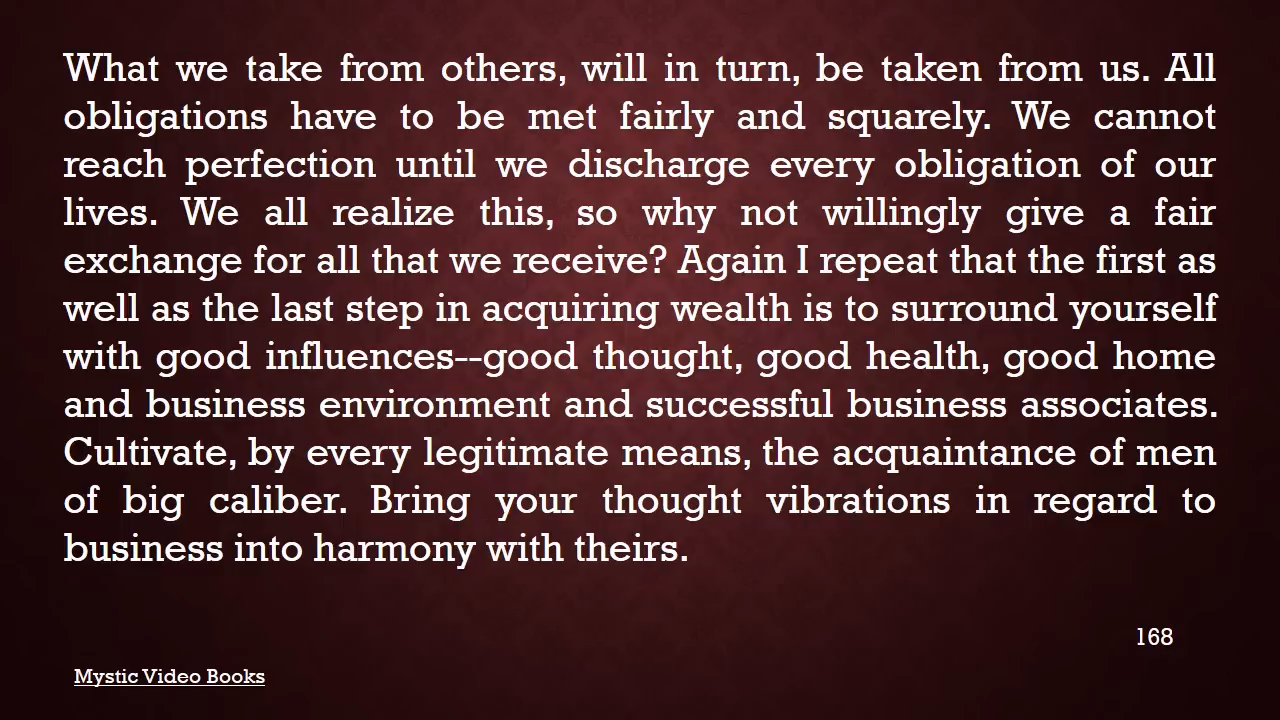 What we take from others, will in turn, be taken from us. All
obligations have to be met fairly and squarely. We cannot
reach perfection until we discharge every obligation of our
lives. We all realize this, so why not willingly give a fair
exchange for all that we receive? Again I repeat that the first as
well as the last step in acquiring wealth is to surround yourself
with good influences--good thought, good health, good home
and business environment and successful business associates.
Cultivate, by every legitimate means, the acquaintance of men
of big caliber. Bring your thought vibrations in regard to
business into harmony with theirs.
168
Mystic Video Books